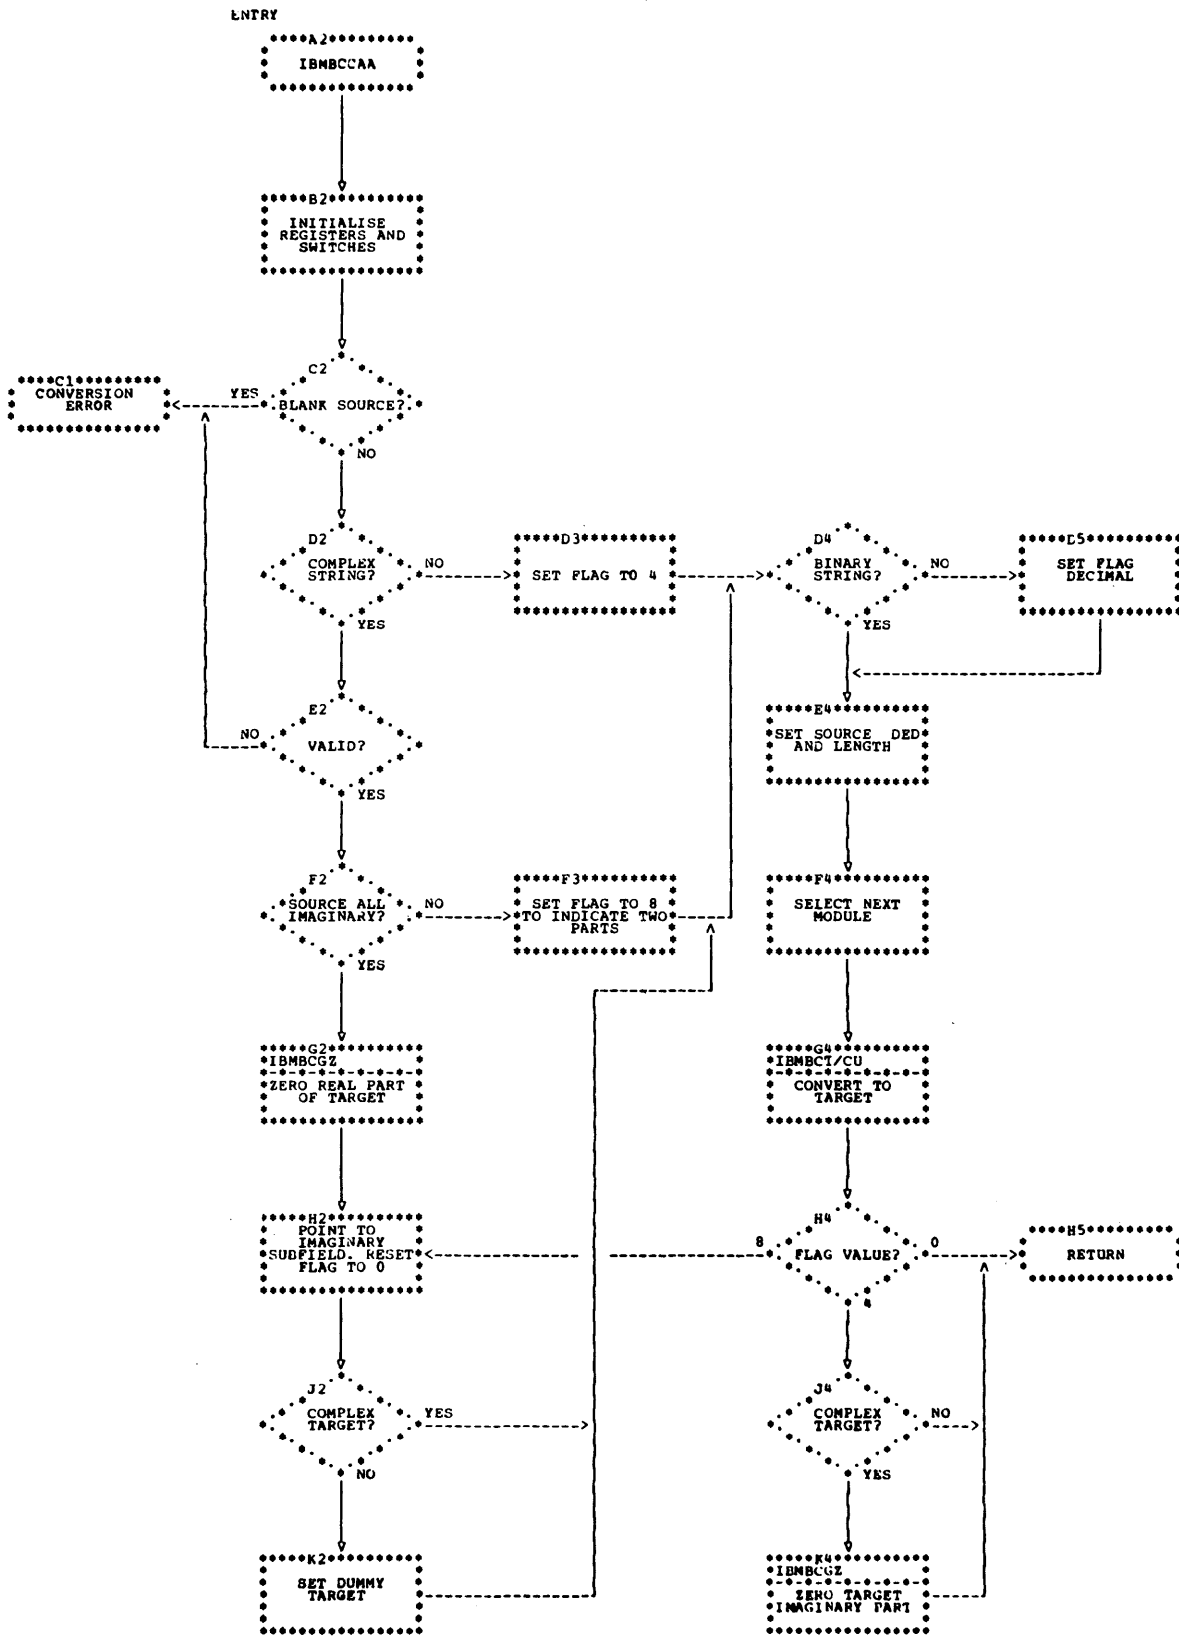 ENTRY
A2
IBMBCCAA
B2
INITIALISE
REGISTERS AND
SWITCHES
C2
BLANK SOURCE?
YES
NO
C1
CONVERSION
ERROR
D2
COMPLEX
STRING?
NO
YES
D3
SET FLAG TO 4
D4
BINARY
STRING?
NO
YES
D5
SET FLAG
DECIMAL
E2
VALID?
NO
YES
E4
SET SOURCE DED
AND LENGTH
F2
SOURCE ALL
IMAGINARY?
NO
YES
F3
SET FLAG TO 8
TO INDICATE TWO
PARTS
F4
SELECT NEXT
MODULE
G2
IBMBCGZ
ZERO REAL PART
OF TARGET
G4
IBMBCT/CU
CONVERT TO
TARGET
H2
POINT TO
IMAGINARY
SUBFIELD. RESET
FLAG TO 0
H4
8
FLAG VALUE?
0
4
H5
RETURN
J2
COMPLEX
TARGET?
YES
NO
J4
COMPLEX
TARGET?
NO
YES
K2
SET DUMMY
TARGET
K4
IBMBCGZ
ZERO TARGET
IMAGINARY PART